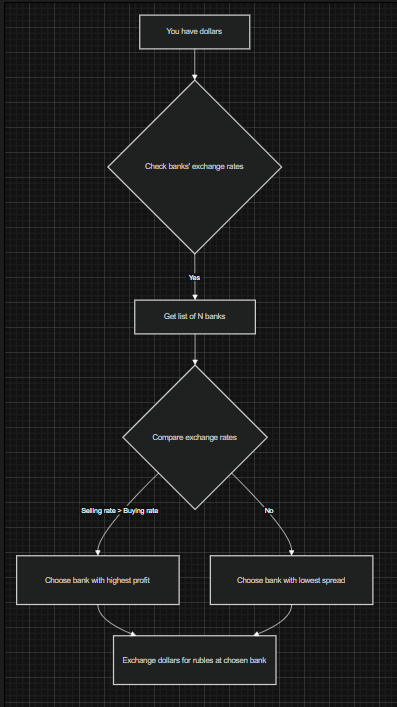 You have dollars
Check banks' exchange rates
Yes
Get list of N banks
Compare exchange rates
Selling rate > Buying rate
No
Choose bank with highest profit
Choose bank with lowest spread
Exchange dollars for rubles at chosen bank